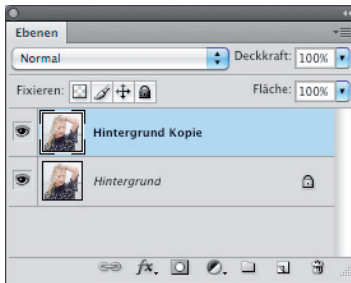 Ebenen
Normal Deckkraft: 100%
Fixieren: Fläche: 100%
Hintergrund Kopie
Hintergrund
fx.